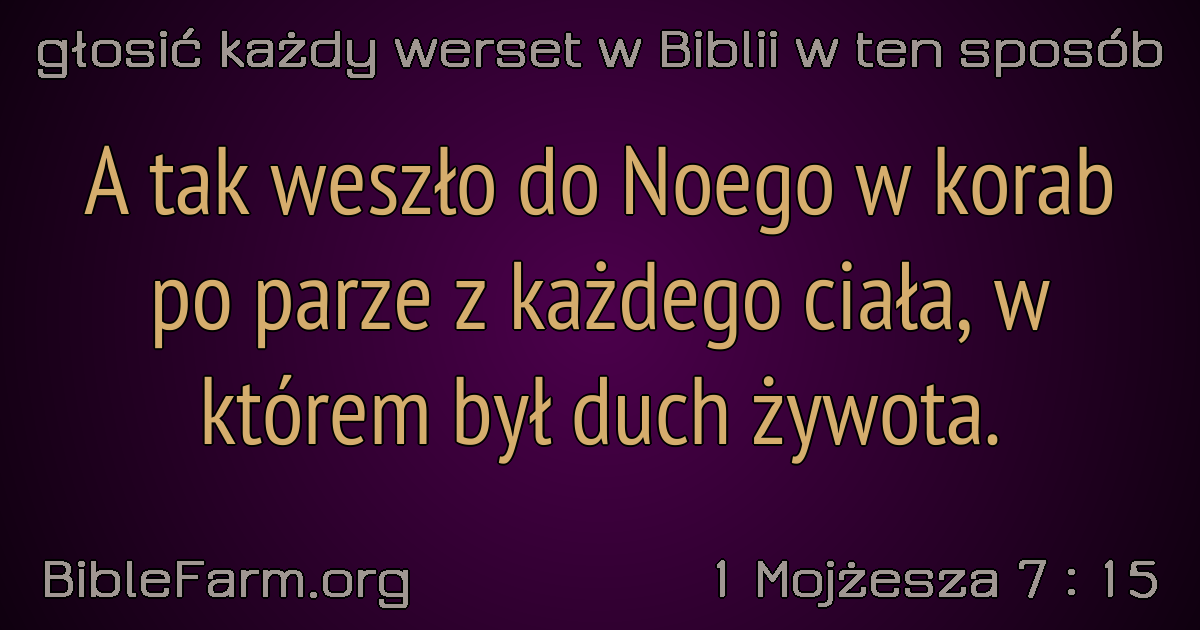 głosić każdy werset w Biblii w ten sposób
A tak weszło do Noego w korab
po parze z każdego ciała, w
którem był duch żywota.
BibleFarm.org
1 Mojżesza 7 : 15